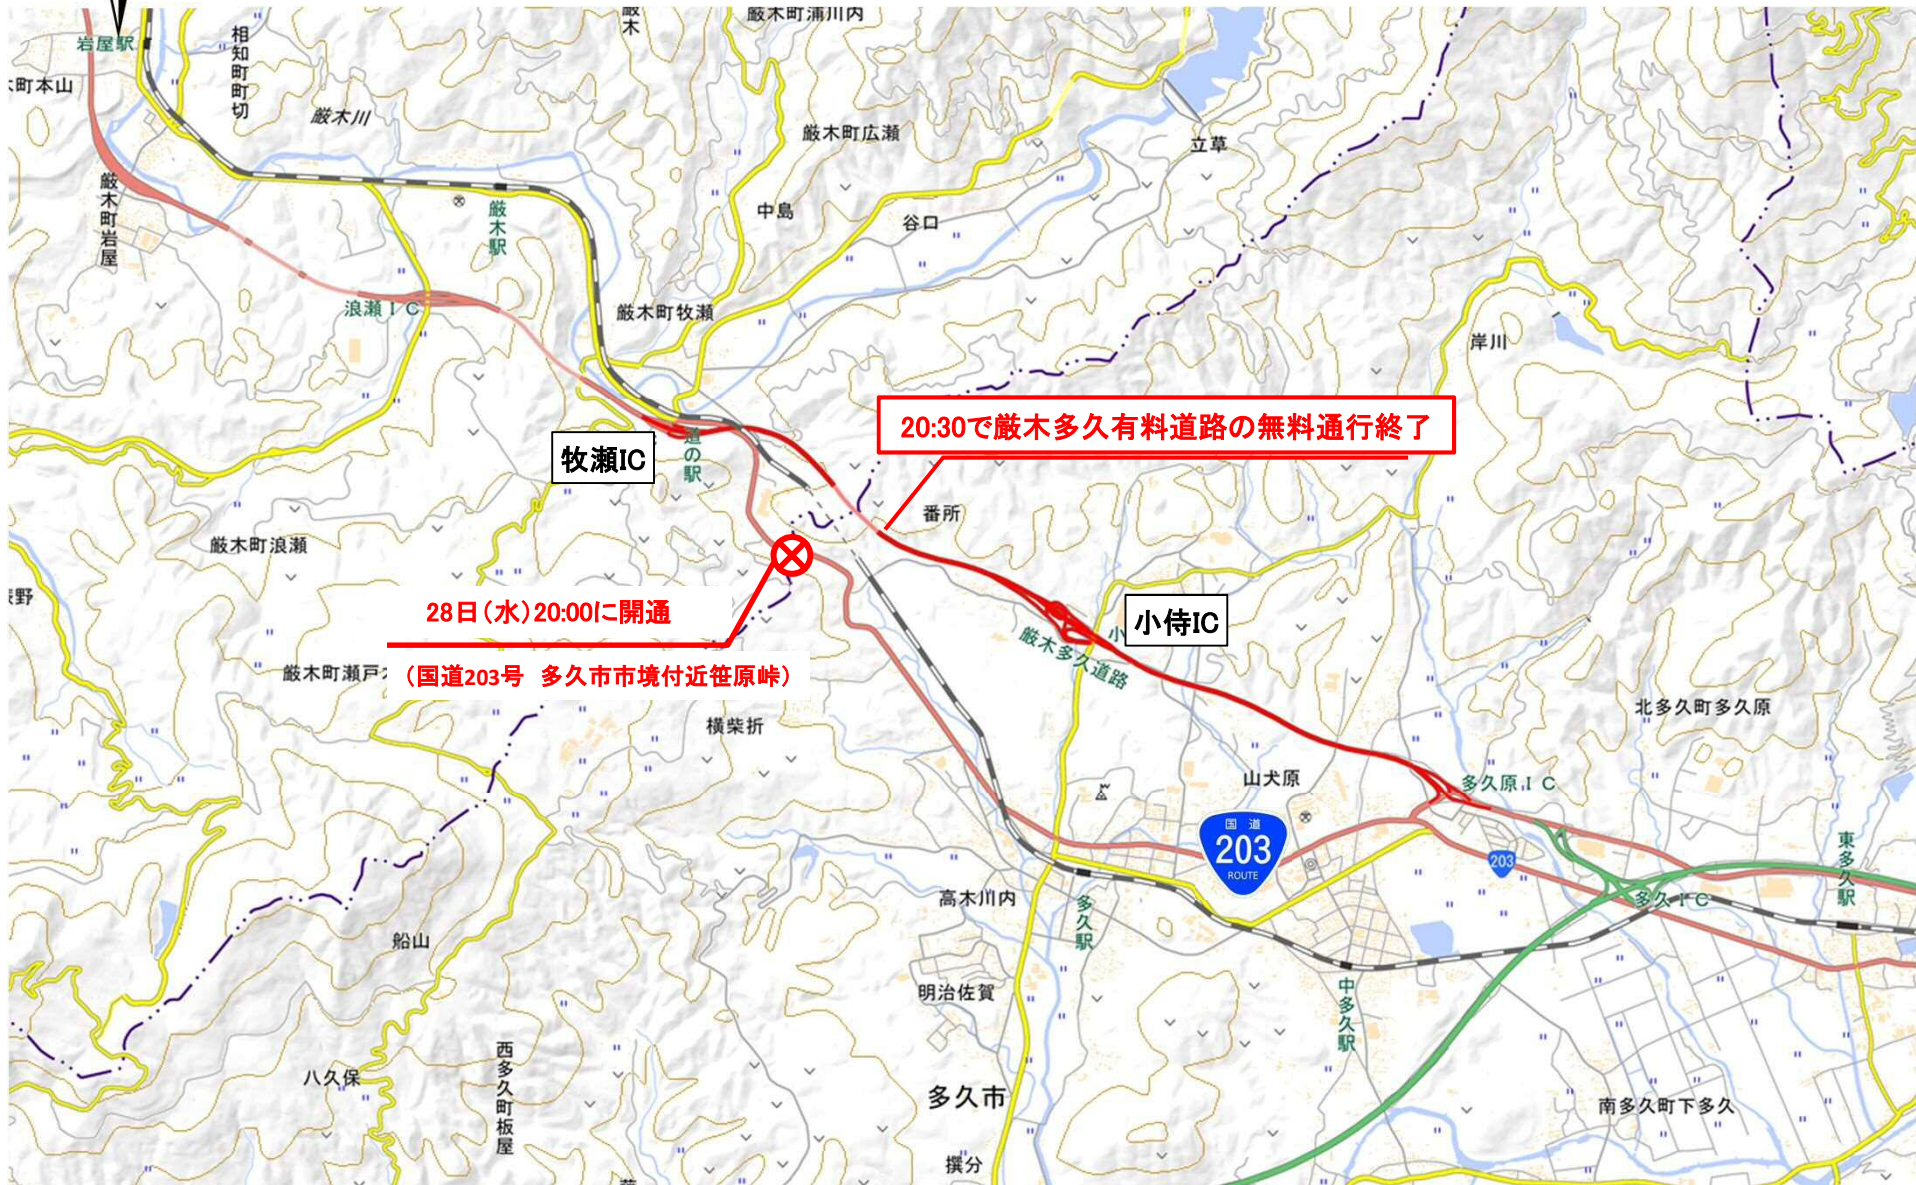 岩屋駅
相知町町切
厳木
厳木町浦川内
町本山
厳木川
厳木町広瀬
立草
厳木町岩屋
厳木駅
中島
谷口
浪瀬IC
厳木町牧瀬
岸川
20:30で厳木多久有料道路の無料通行終了
牧瀬IC
道の駅
番所
厳木町浪瀬
野
28日(水)20:00に開通
小侍IC
小
厳木多久道路
厳木町瀬戸
(国道203号 多久市市境付近笹原峠)
横柴折
北多久町多久原
山犬原
多久原IC
国道
203
ROUTE
203
東多久駅
高木川内
多久駅
多久IC
船山
明治佐賀
中多久駅
西多久町板屋
八久保
多久市
南多久町下多久
撰分